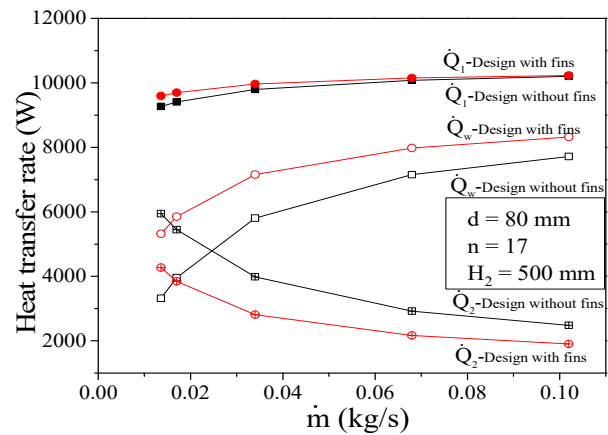 12000
10000
8000
6000
4000
2000
Heat transfer rate (W)
Q̇₁-Design with fins
Q̇₁-Design without fins
Q̇w-Design with fins
Q̇w-Design without fins
d = 80 mm
n = 17
H₂ = 500 mm
Q̇₂-Design without fins
Q̇₂-Design with fins
0.00 0.02 0.04 0.06 0.08 0.10
ṁ (kg/s)